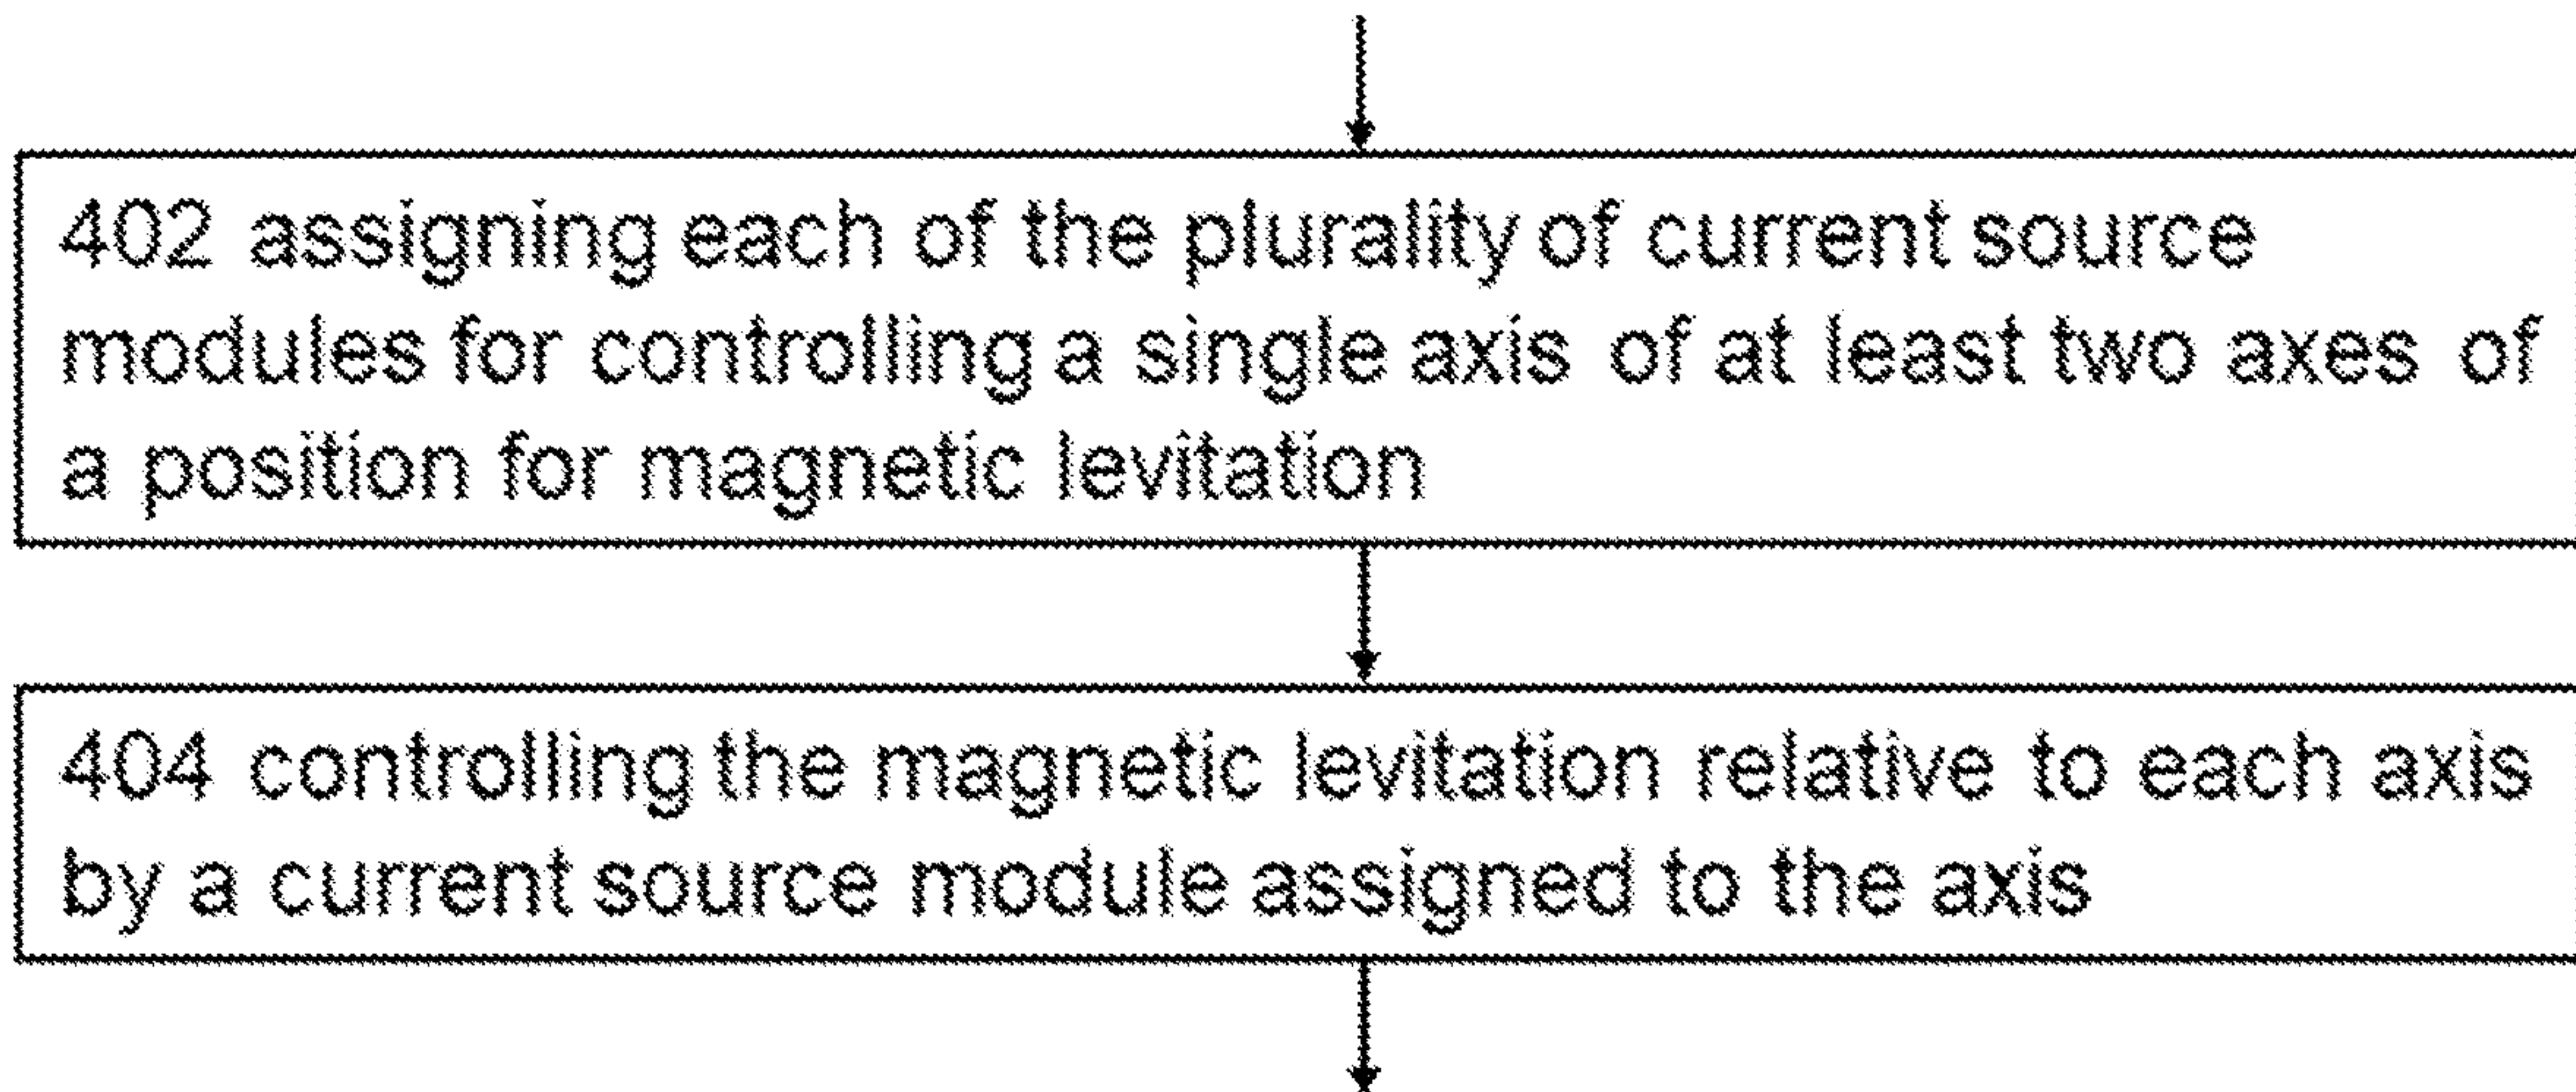 402 assigning each of the plurality of current source
modules for controlling a single axis of at least two axes of
a position for magnetic levitation
404 controlling the magnetic levitation relative to each axis
by a current source module assigned to the axis